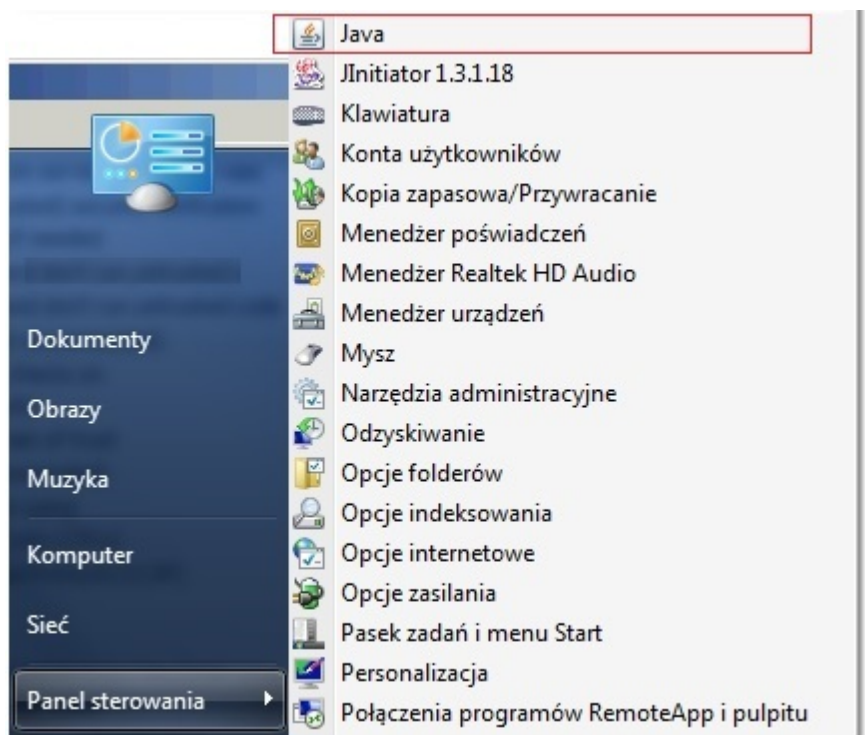 Java
JInitiator 1.3.1.18
Klawiatura
Konta użytkowników
Kopia zapasowa/Przywracanie
Menedżer poświadczeń
Menedżer Realtek HD Audio
Menedżer urządzeń
Mysz
Narzędzia administracyjne
Odzyskiwanie
Opcje folderów
Opcje indeksowania
Opcje internetowe
Opcje zasilania
Pasek zadań i menu Start
Personalizacja
Połączenia programów RemoteApp i pulpitu
Dokumenty
Obrazy
Muzyka
Komputer
Sieć
Panel sterowania